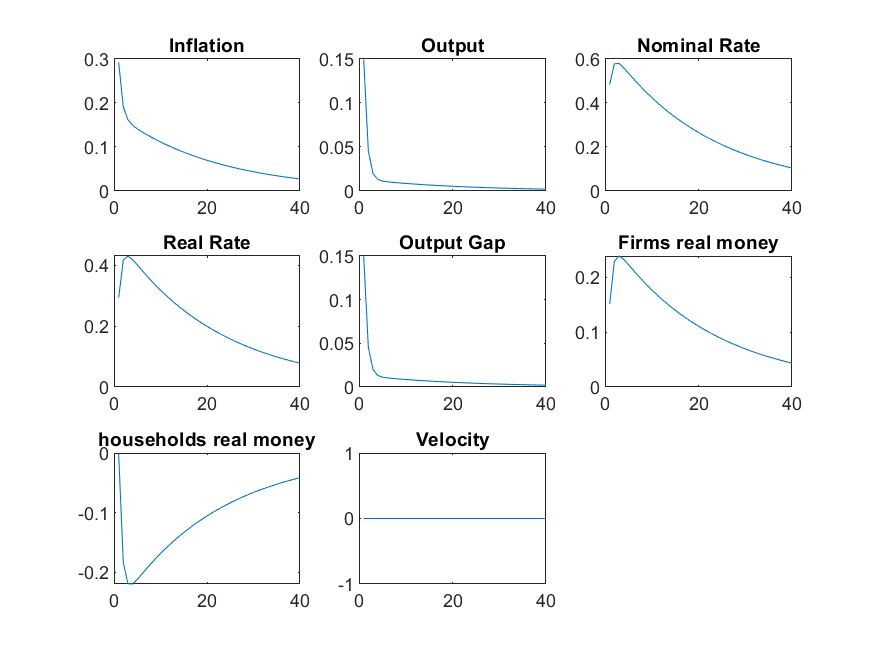 Inflation
0.3
0.2
0.1
0
0 20 40
Output
0.15
0.1
0.05
0
0 20 40
Nominal Rate
0.6
0.4
0.2
0
0 20 40
Real Rate
0.4
0.2
0
0 20 40
Output Gap
0.15
0.1
0.05
0
0 20 40
Firms real money
0.2
0.1
0
0 20 40
households real money
0
-0.1
-0.2
0 20 40
Velocity
1
0
-1
0 20 40